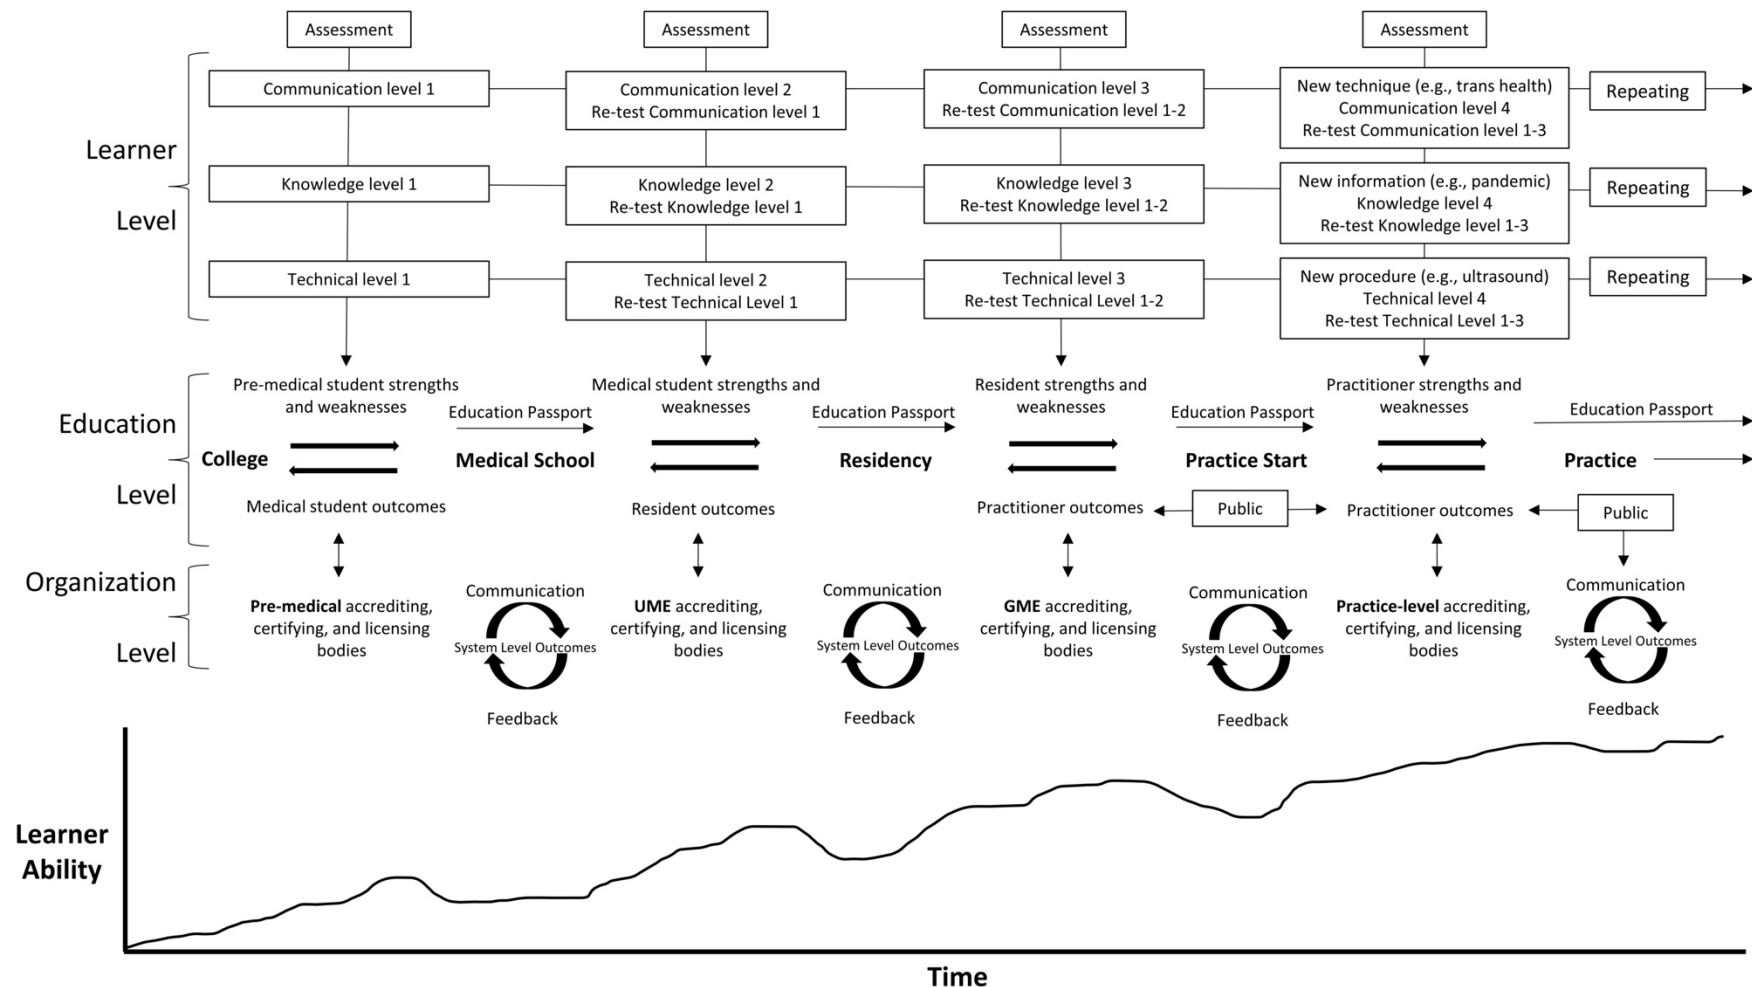 Assessment
Assessment
Assessment
Assessment
Learner
Level
Communication level 1
Communication level 2
Re-test Communication level 1
Communication level 3
Re-test Communication level 1-2
New technique (e.g., trans health)
Communication level 4
Re-test Communication level 1-3
Repeating
Knowledge level 1
Knowledge level 2
Re-test Knowledge level 1
Knowledge level 3
Re-test Knowledge level 1-2
New information (e.g., pandemic)
Knowledge level 4
Re-test Knowledge level 1-3
Repeating
Technical level 1
Technical level 2
Re-test Technical Level 1
Technical level 3
Re-test Technical Level 1-2
New procedure (e.g., ultrasound)
Technical level 4
Re-test Technical Level 1-3
Repeating
Education
Level
Pre-medical student strengths
and weaknesses
Medical student strengths and
weaknesses
Resident strengths and
weaknesses
Practitioner strengths and
weaknesses
Education Passport
Education Passport
Education Passport
Education Passport
College
Medical School
Residency
Practice Start
Practice
Medical student outcomes
Resident outcomes
Practitioner outcomes
Public
Practitioner outcomes
Public
Organization
Level
Pre-medical accrediting,
certifying, and licensing
bodies
Communication
System Level Outcomes
Feedback
UME accrediting,
certifying, and licensing
bodies
Communication
System Level Outcomes
Feedback
GME accrediting,
certifying, and licensing
bodies
Communication
System Level Outcomes
Feedback
Practice-level accrediting,
certifying, and licensing
bodies
Communication
System Level Outcomes
Feedback
Learner
Ability
Time